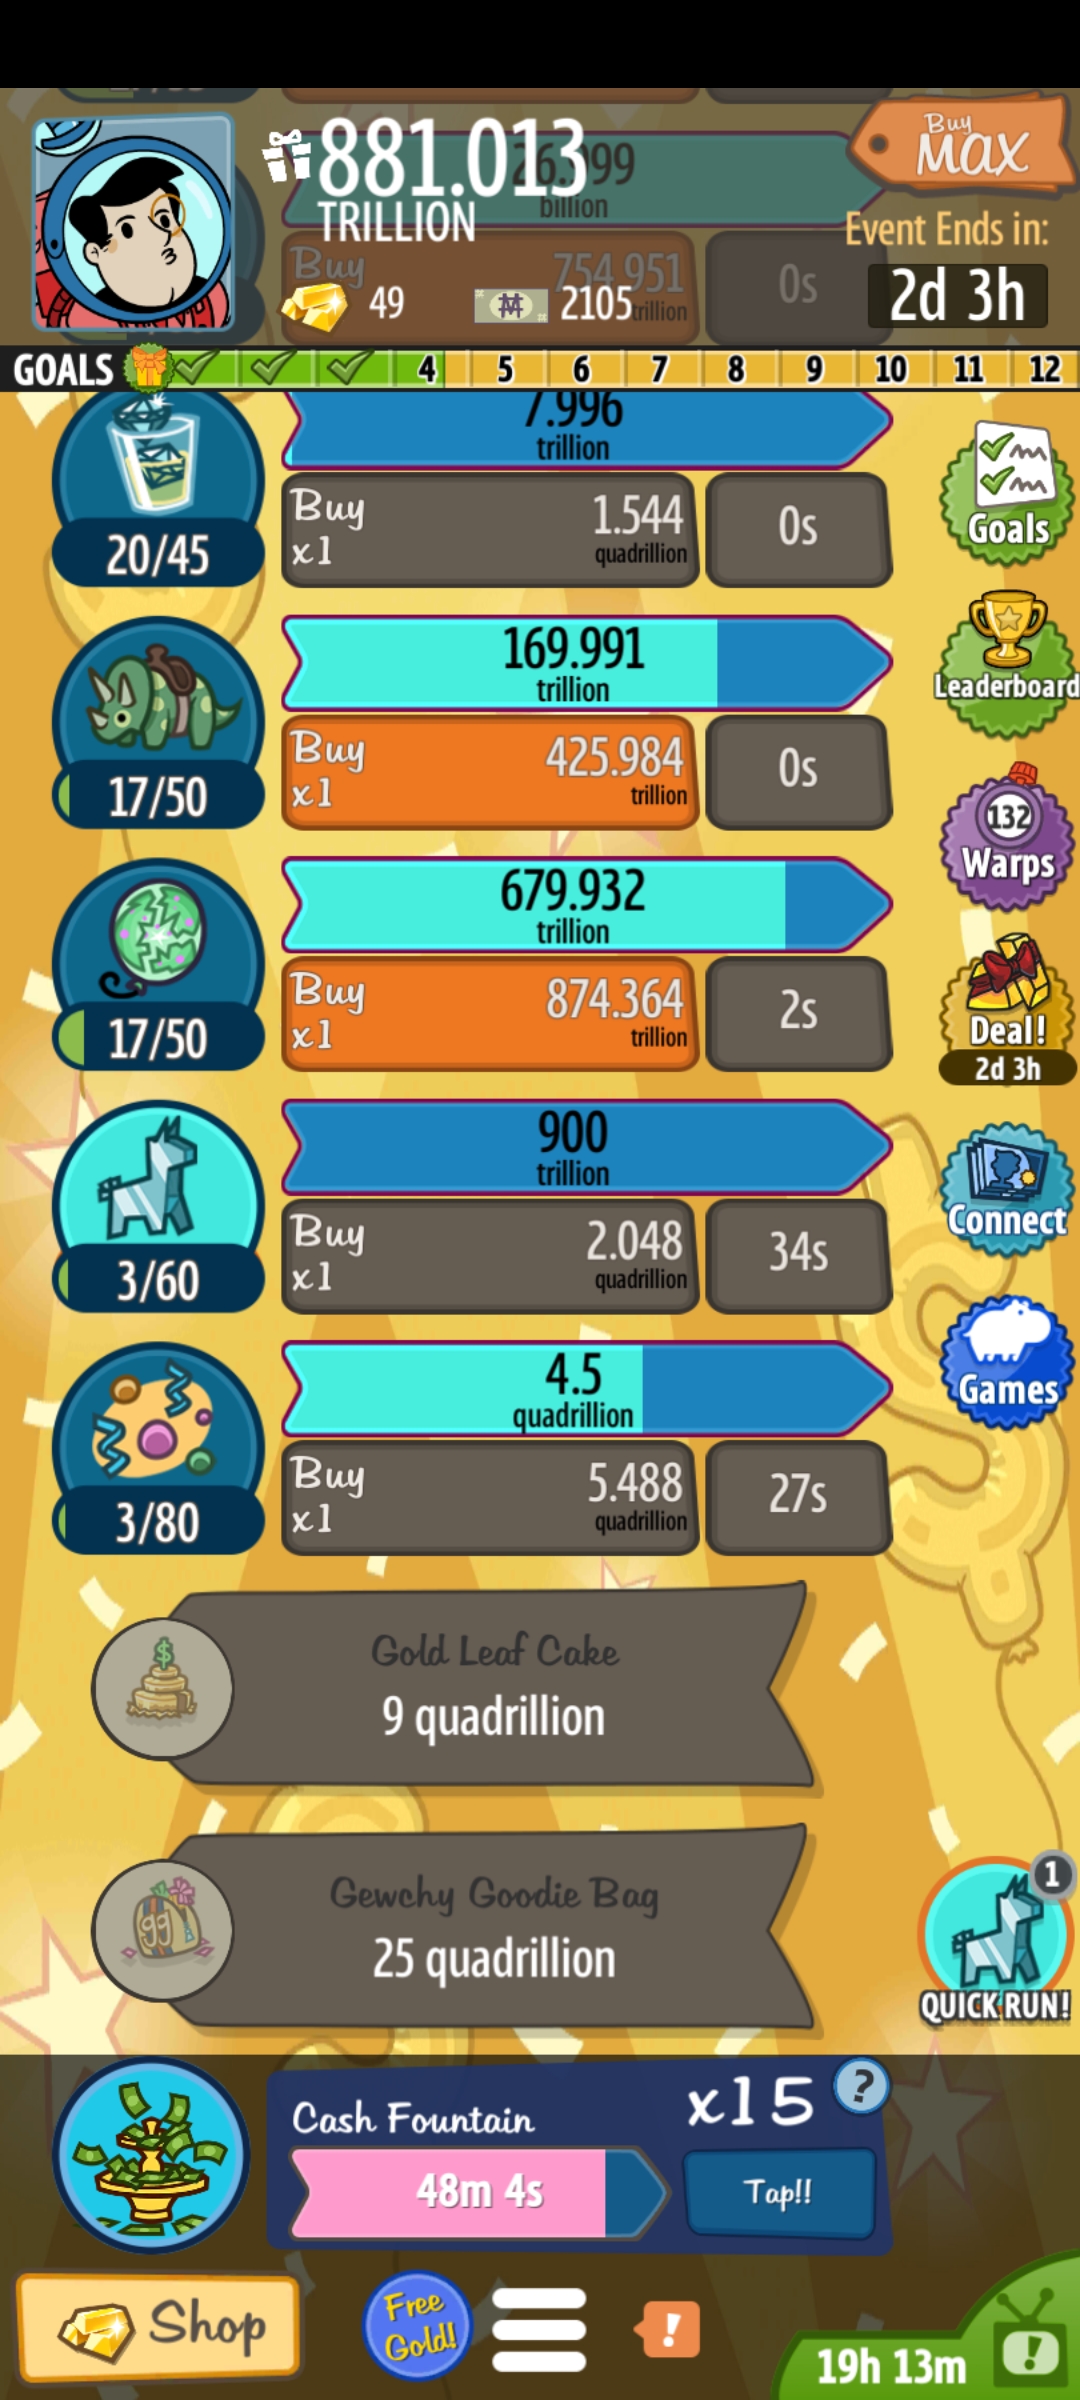 881.013
TRILLION
49
2105
Buy
MAX
Event Ends in:
2d 3h
billion
Buy
754.951
trillion
0s
GOALS
4 5 6 7 8 9 10 11 12
7.996
trillion
20/45
Buy
x1
1.544
quadrillion
0s
Goals
169.991
trillion
17/50
Buy
x1
425.984
trillion
0s
Leaderboard
132
Warps
679.932
trillion
17/50
Buy
x1
874.364
trillion
2s
Deal!
2d 3h
900
trillion
3/60
Buy
x1
2.048
quadrillion
34s
Connect
4.5
quadrillion
3/80
Buy
x1
5.488
quadrillion
27s
Games
$
Gold Leaf Cake
9 quadrillion
gg
Gewchy Goodie Bag
25 quadrillion
1
QUICK RUN!
Cash Fountain
x15
?
48m 4s
Tap!!
Shop
Free
Gold!
!
19h 13m
!